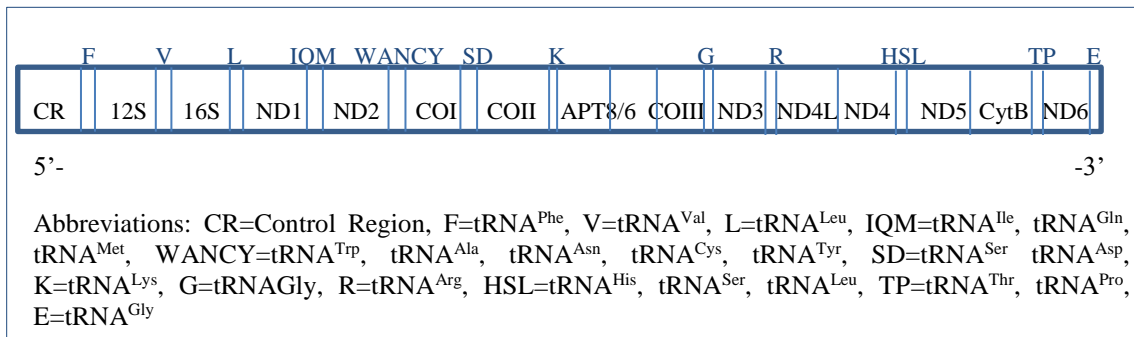 F V L IQM WANCY SD K G R HSL TP E
CR 12S 16S ND1 ND2 COI COII APT8/6 COIII ND3 ND4L ND4 ND5 CytB ND6
5’- -3’
Abbreviations: CR=Control Region, F=tRNAPhe, V=tRNAVal, L=tRNALeu, IQM=tRNAIle, tRNAGln,
tRNAMet, WANCY=tRNATrp, tRNAAla, tRNAAsn, tRNACys, tRNATyr, SD=tRNASer tRNAAsp,
K=tRNALys, G=tRNAGly, R=tRNAArg, HSL=tRNAHis, tRNASer, tRNALeu, TP=tRNAThr, tRNAPro,
E=tRNAGly